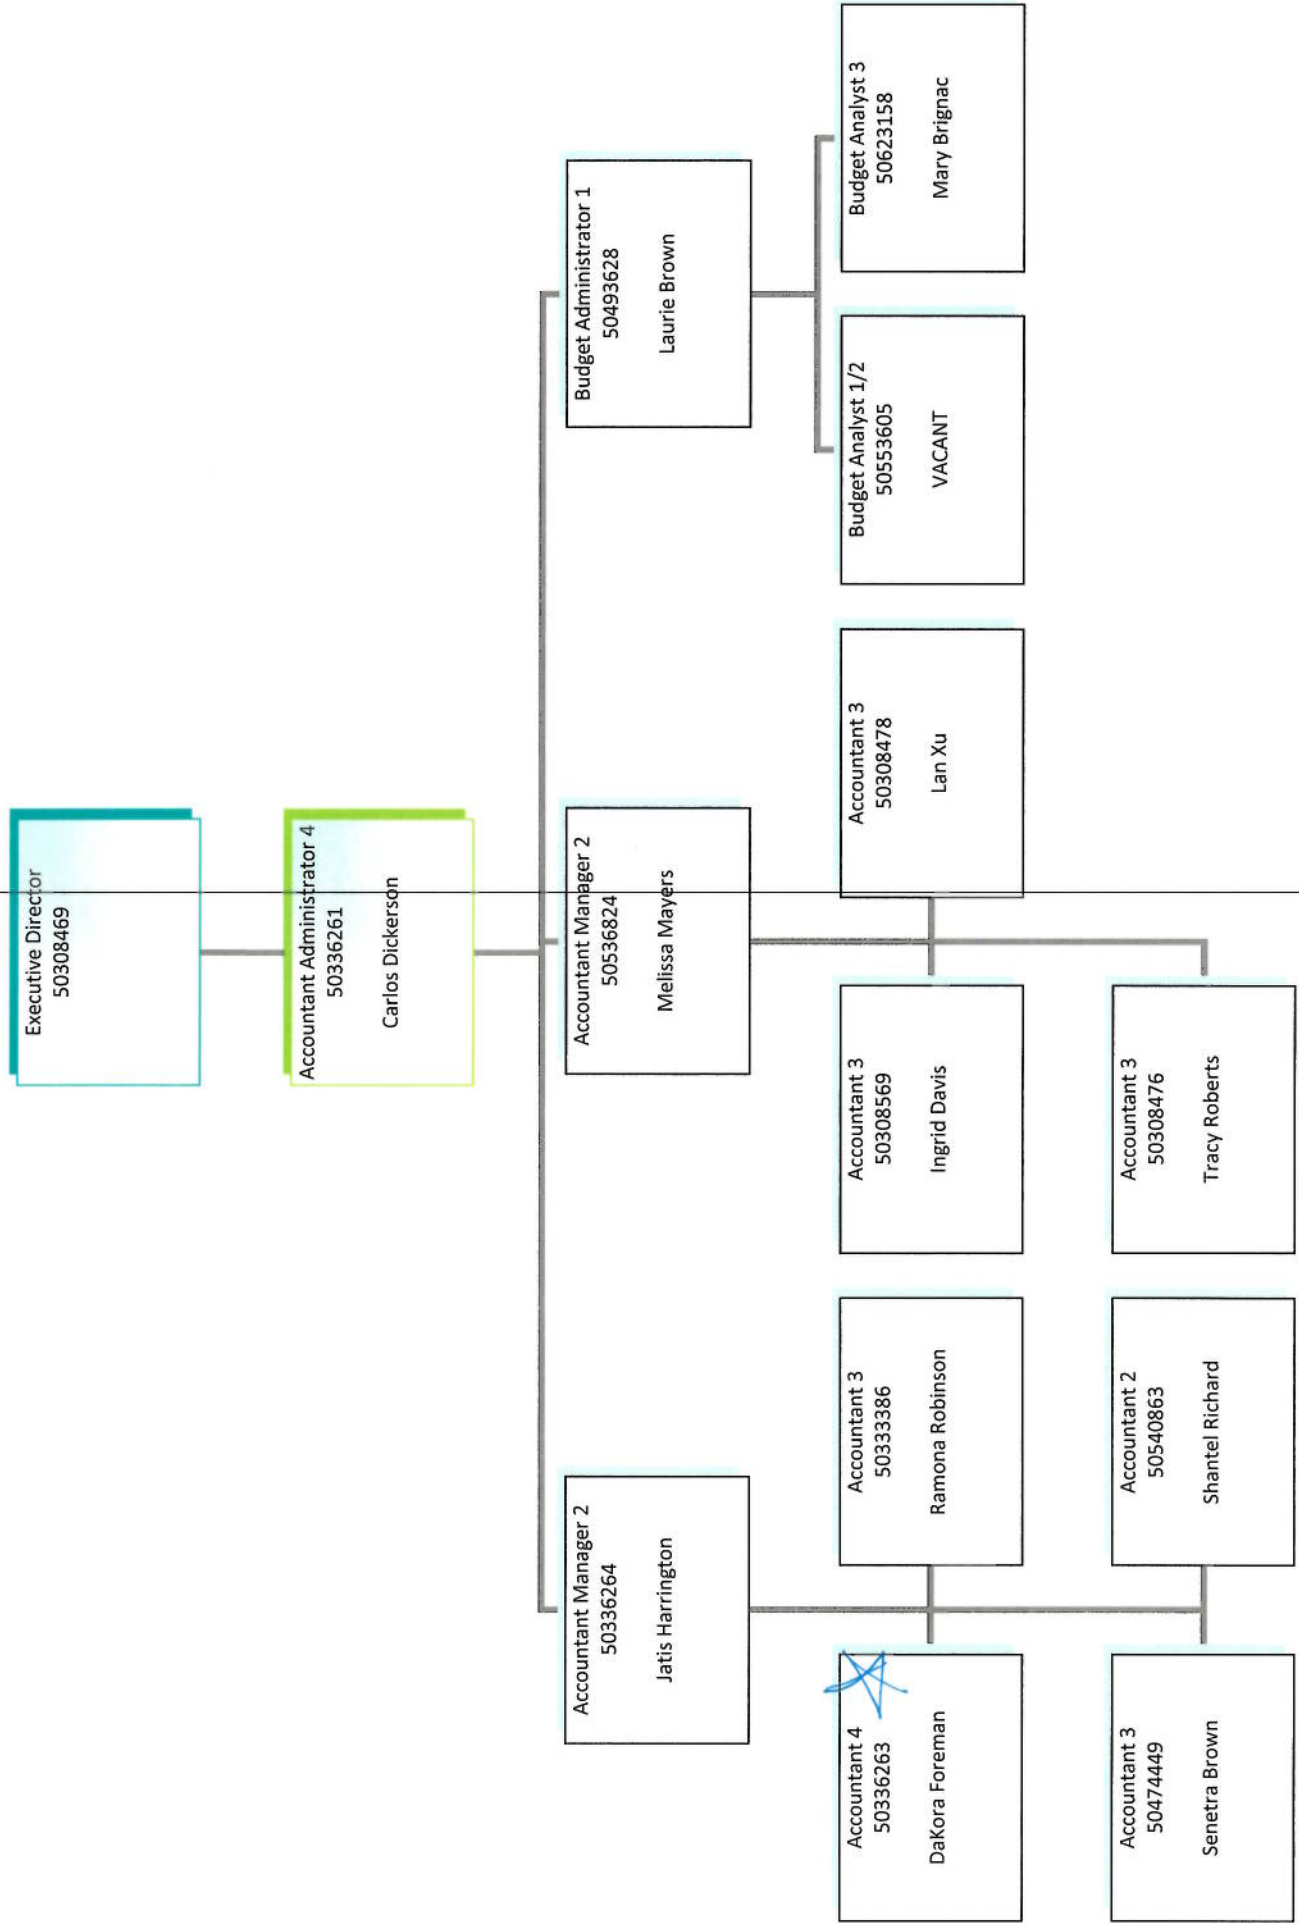 Executive Director
50308469
Accountant Administrator 4
50336261
Carlos Dickerson
Accountant Manager 2
50336264
Jatis Harrington
Accountant Manager 2
50536824
Melissa Mayers
Budget Administrator 1
50493628
Laurie Brown
Accountant 4
50336263
DaKora Foreman
Accountant 3
50333386
Ramona Robinson
Accountant 3
50308569
Ingrid Davis
Accountant 3
50308478
Lan Xu
Budget Analyst 1/2
50553605
VACANT
Budget Analyst 3
50623158
Mary Brignac
Accountant 3
50474449
Senetra Brown
Accountant 2
50540863
Shantel Richard
Accountant 3
50308476
Tracy Roberts